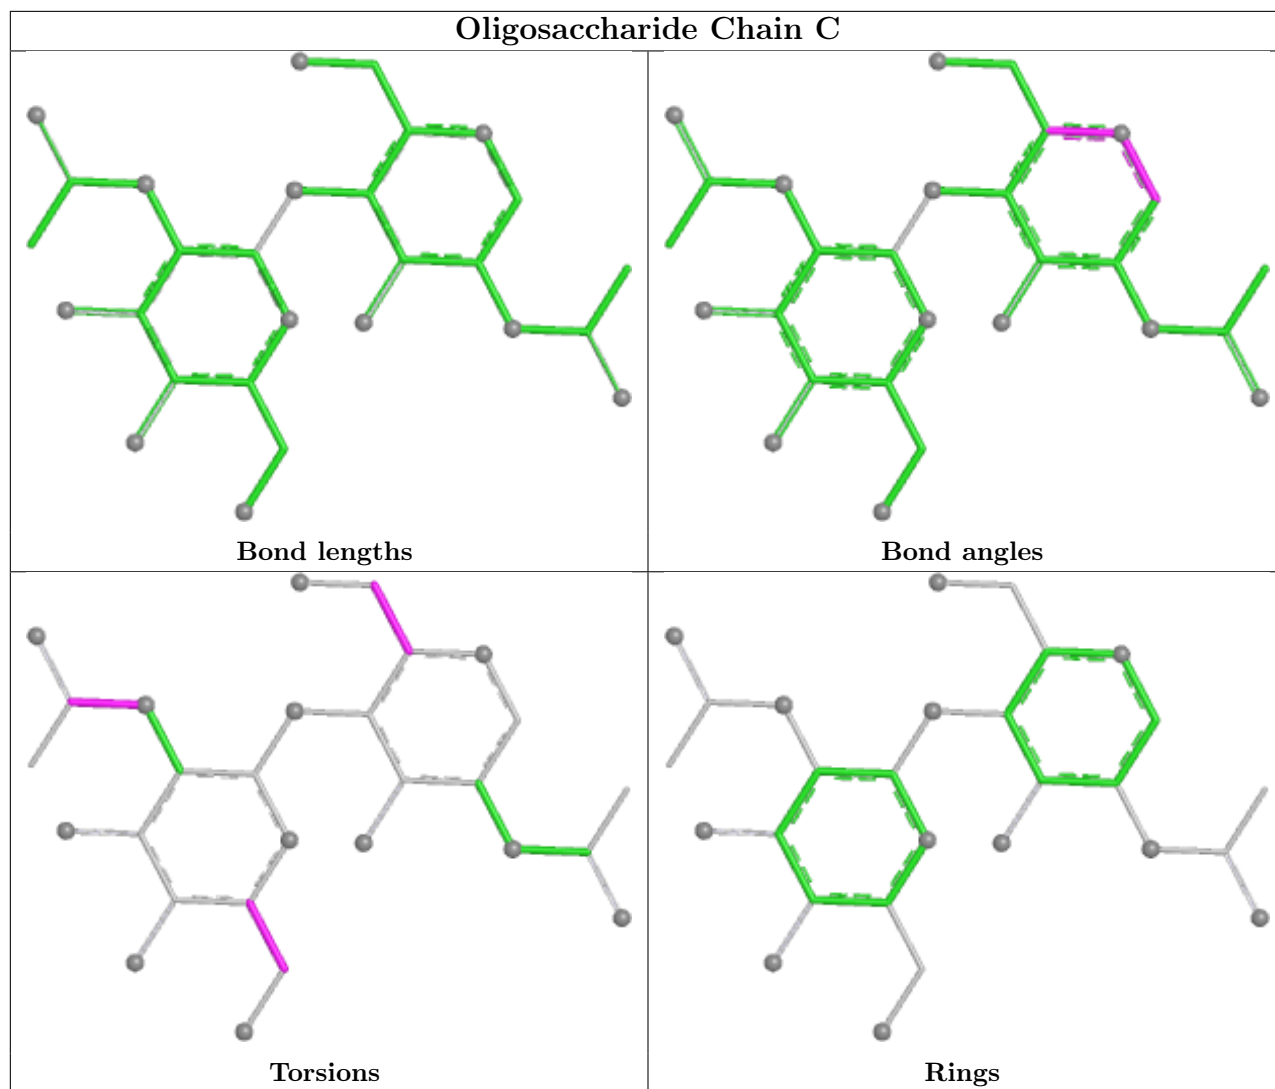 Oligosaccharide Chain C
Bond lengths
Bond angles
Torsions
Rings